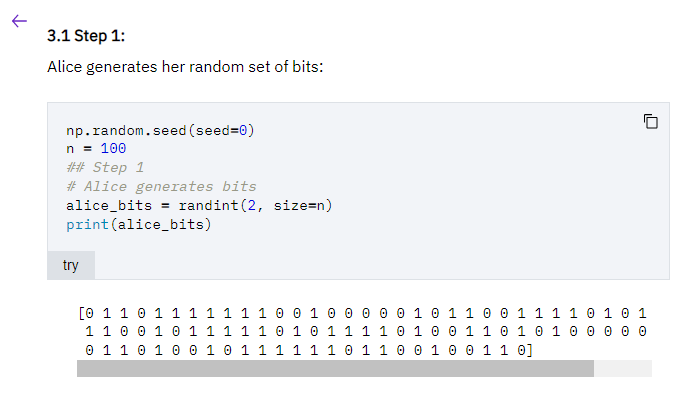 3.1 Step 1:
Alice generates her random set of bits:
np.random.seed(seed=0)
n = 100
## Step 1
# Alice generates bits
alice_bits = randint(2, size=n)
print(alice_bits)
try
[0 1 1 0 1 1 1 1 1 1 1 0 0 1 0 0 0 0 0 1 0 1 1 0 0 1 1 1 1 0 1 0 1
1 1 0 0 1 0 1 1 1 1 1 0 1 0 1 1 1 1 0 1 0 0 1 1 0 1 0 1 0 0 0 0 0
0 1 1 0 1 0 0 1 0 1 1 1 1 1 1 0 1 1 0 0 1 0 0 1 1 0]